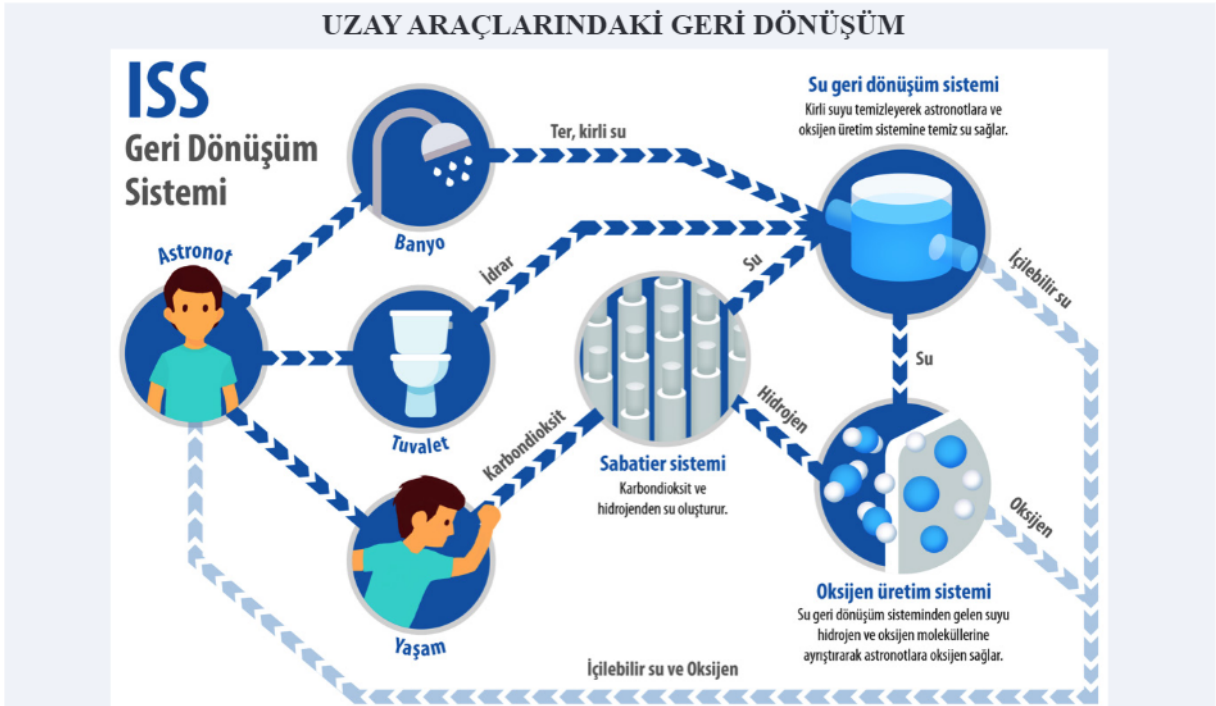 UZAY ARAÇLARINDAKİ GERİ DÖNÜŞÜM
ISS
Geri Dönüşüm
Sistemi
Astronot
Banyo
Ter, kirli su
Su geri dönüşüm sistemi
Kirli suyu temizleyerek astronotlara ve
oksijen üretim sistemine temiz su sağlar.
İdrar
Su
İçilebilir su
Tuvalet
Su
Karbondioksit
Hidrojen
Sabatier sistemi
Karbondioksit ve
hidrojenden su oluşturur.
Oksijen
Yaşam
Oksijen üretim sistemi
Su geri dönüşüm sisteminden gelen suyu
hidrojen ve oksijen moleküllerine
ayrıştırarak astronotlara oksijen sağlar.
İçilebilir su ve Oksijen